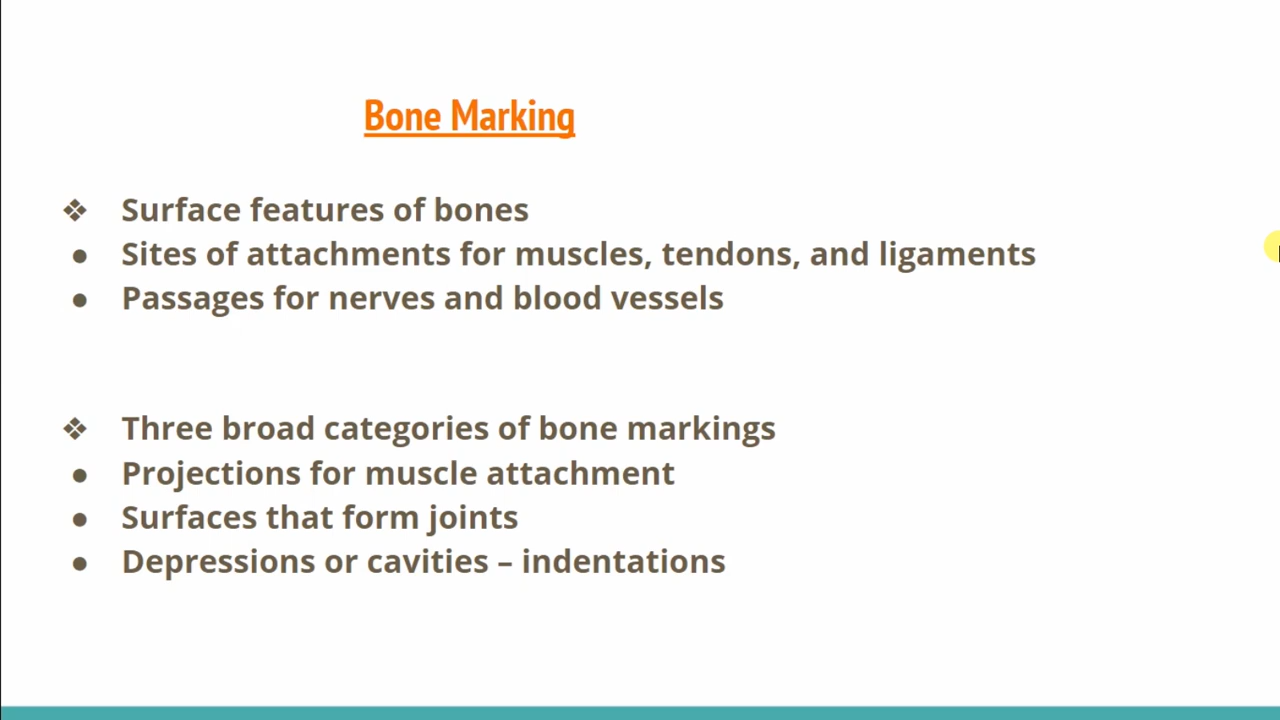 Bone Marking
❖ Surface features of bones
● Sites of attachments for muscles, tendons, and ligaments
● Passages for nerves and blood vessels
❖ Three broad categories of bone markings
● Projections for muscle attachment
● Surfaces that form joints
● Depressions or cavities – indentations